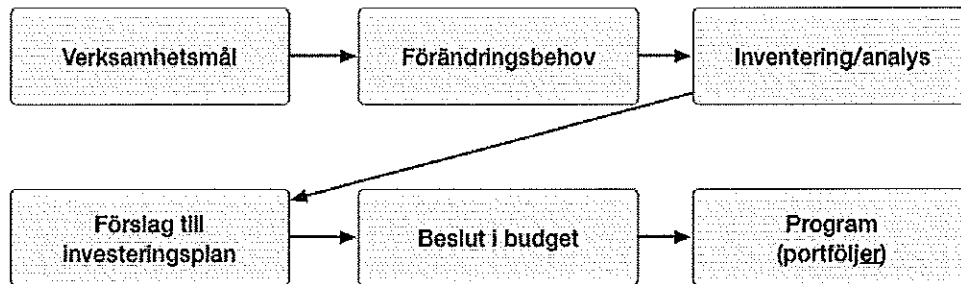 Verksamhetsmål
Förändringsbehov
Inventering/analys
Förslag till
investeringsplan
Beslut i budget
Program
(portföljer)